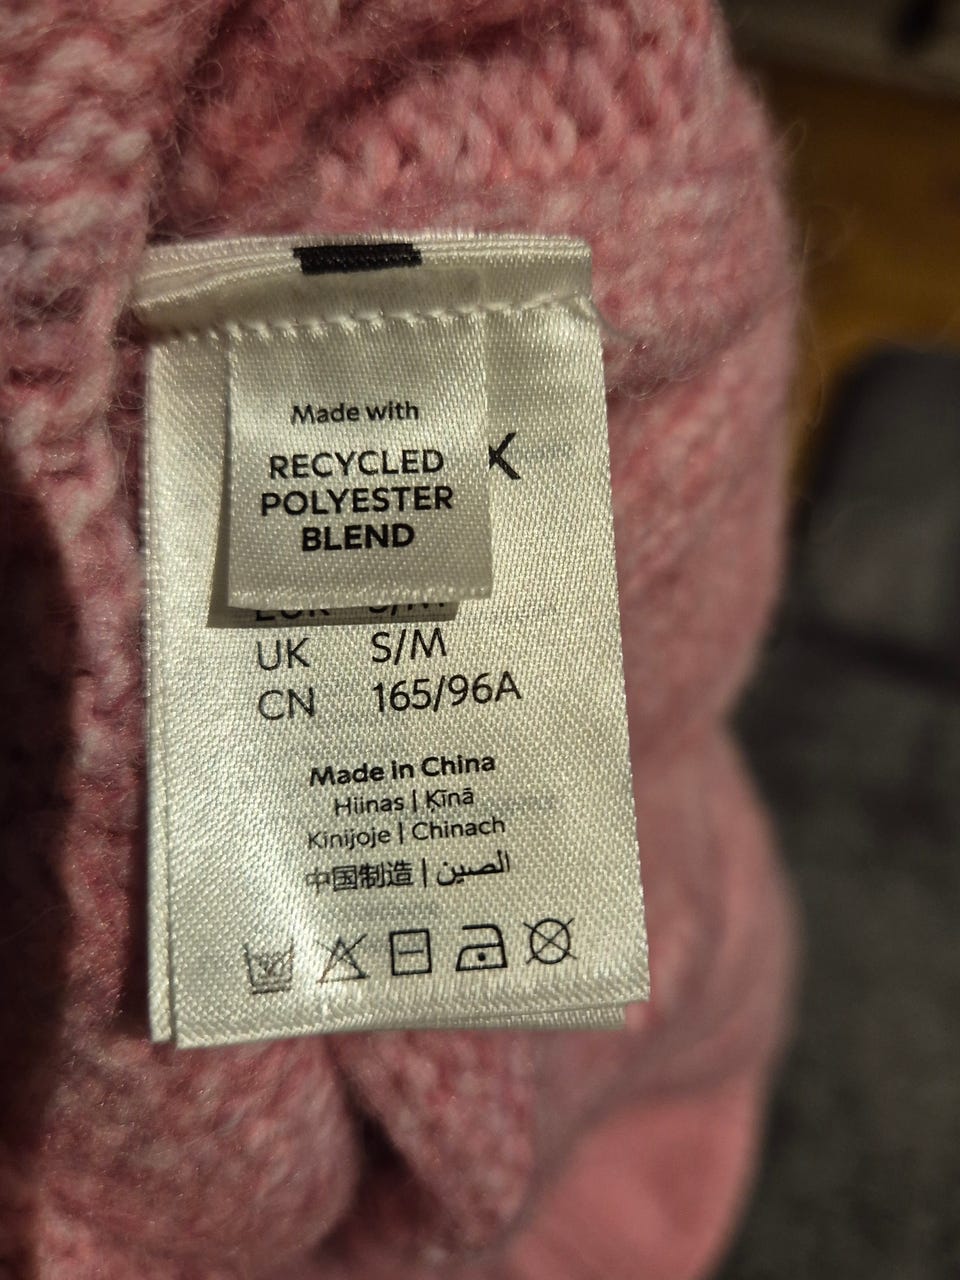 Made with
RECYCLED
POLYESTER
BLEND
K
EUR S/M
UK S/M
CN 165/96A
Made in China
Hiinas | Ķīnā
Kinijoje | Chinach
中国制造 | الصين